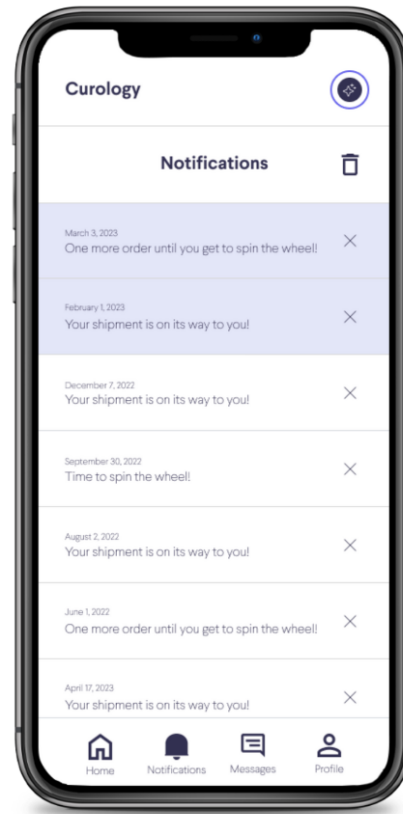 Curology
Notifications
March 3, 2023
One more order until you get to spin the wheel!
February 1, 2023
Your shipment is on its way to you!
December 7, 2022
Your shipment is on its way to you!
September 30, 2022
Time to spin the wheel!
August 2, 2022
Your shipment is on its way to you!
June 1, 2022
One more order until you get to spin the wheel!
April 17, 2023
Your shipment is on its way to you!
Home Notifications Messages Profile